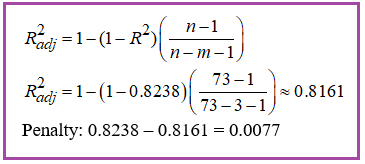 R²adj = 1 − (1 − R²)((n − 1)/(n − m − 1))
R²adj = 1 − (1 − 0.8238)((73 − 1)/(73 − 3 − 1)) ≈ 0.8161
Penalty: 0.8238 – 0.8161 = 0.0077